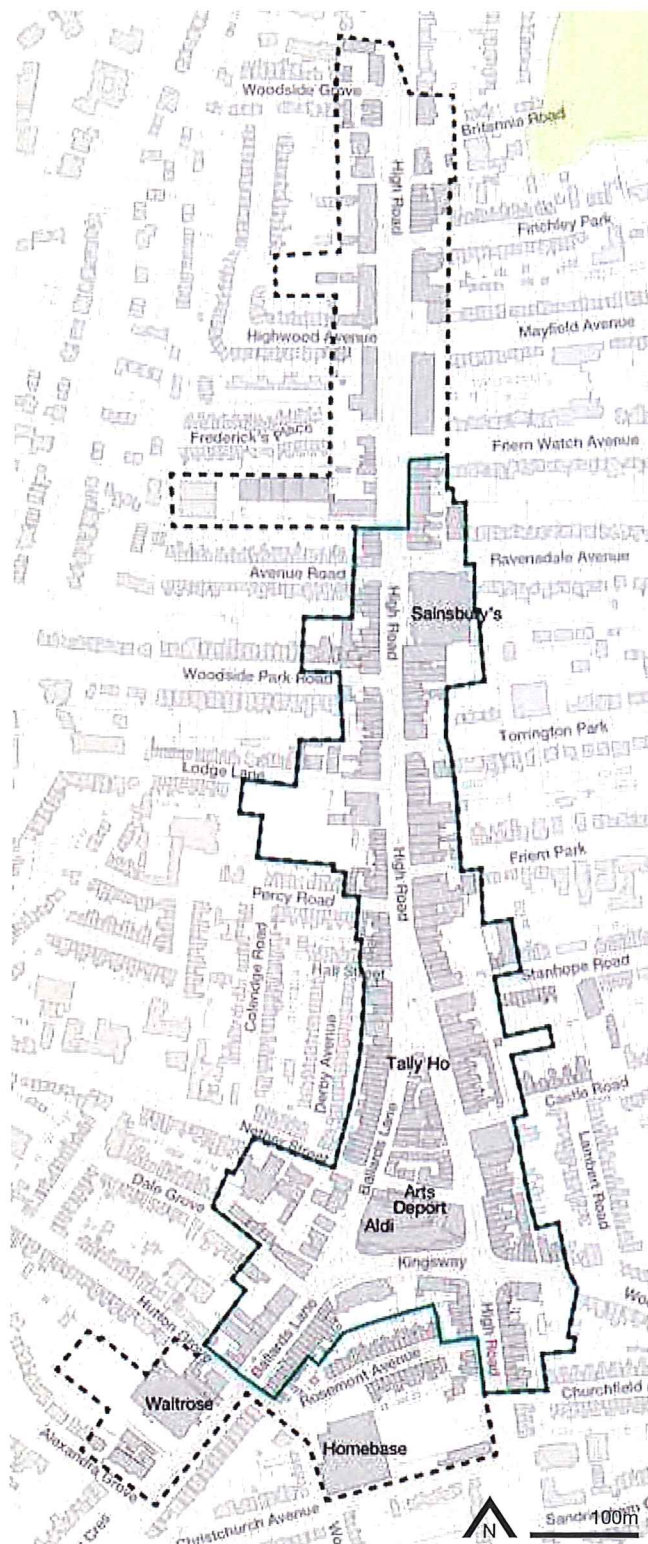 Woodside Grove
Britannia Road
High Road
Finchley Park
Highwood Avenue
Mayfield Avenue
Frederick's Place
Friern Watch Avenue
Avenue Road
Ravensdale Avenue
High Road
Sainsbury's
Woodside Park Road
Torrington Park
Lodge Lane
High Road
Friern Park
Percy Road
Coleridge Road
Hall Street
Stanhope Road
Derby Avenue
Tally Ho
Castle Road
Nether Street
Ballards Lane
Lambert Road
Dale Grove
Arts
Deport
Aldi
Kingsway
Hutton Grove
Ballards Lane
High Road
Rosemont Avenue
Churchfield
Waltrose
Alexandra Grove
Homebase
Christchurch Avenue
Cres
N
100m